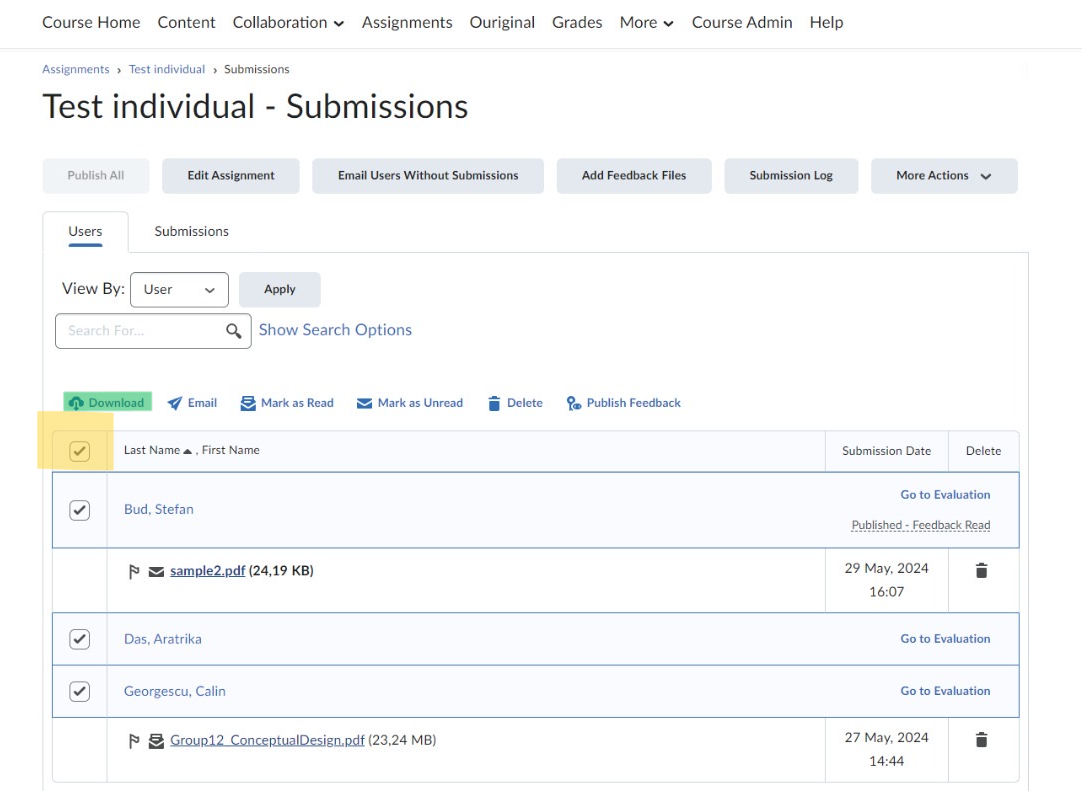 Course Home Content Collaboration Assignments Ouriginal Grades More Course Admin Help
Assignments › Test individual › Submissions
Test individual - Submissions
Publish All Edit Assignment Email Users Without Submissions Add Feedback Files Submission Log More Actions
Users Submissions
View By: User Apply
Search For... Show Search Options
Download Email Mark as Read Mark as Unread Delete Publish Feedback
Last Name , First Name Submission Date Delete
Bud, Stefan Go to Evaluation
Published - Feedback Read
sample2.pdf (24,19 KB) 29 May, 2024
16:07
Das, Aratrika Go to Evaluation
Georgescu, Calin Go to Evaluation
Group12_ConceptualDesign.pdf (23,24 MB) 27 May, 2024
14:44